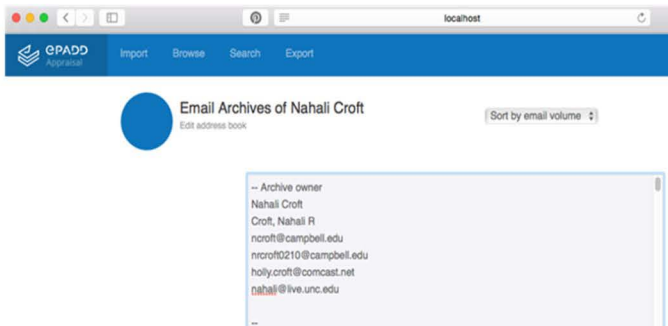 localhost
ePADD
Appraisal
Import Browse Search Export
Email Archives of Nahali Croft
Edit address book
Sort by email volume
-- Archive owner
Nahali Croft
Croft, Nahali R
ncroft@campbell.edu
nrcroft0210@campbell.edu
holly.croft@comcast.net
nahali@live.unc.edu
--